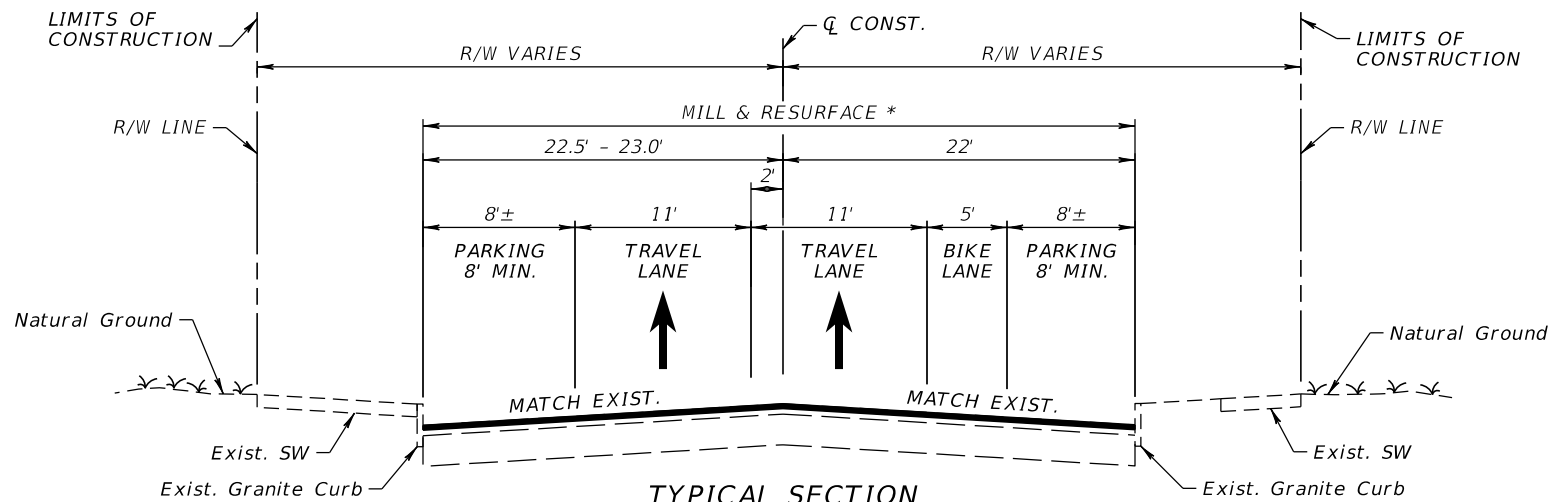 LIMITS OF
CONSTRUCTION
℄ CONST.
LIMITS OF
CONSTRUCTION
R/W VARIES
R/W VARIES
MILL & RESURFACE *
R/W LINE
R/W LINE
22.5' - 23.0'
22'
2'
8'±
11'
11'
5'
8'±
PARKING
8' MIN.
TRAVEL
LANE
TRAVEL
LANE
BIKE
LANE
PARKING
8' MIN.
Natural Ground
Natural Ground
MATCH EXIST.
MATCH EXIST.
Exist. SW
Exist. SW
Exist. Granite Curb
Exist. Granite Curb
TYPICAL SECTION